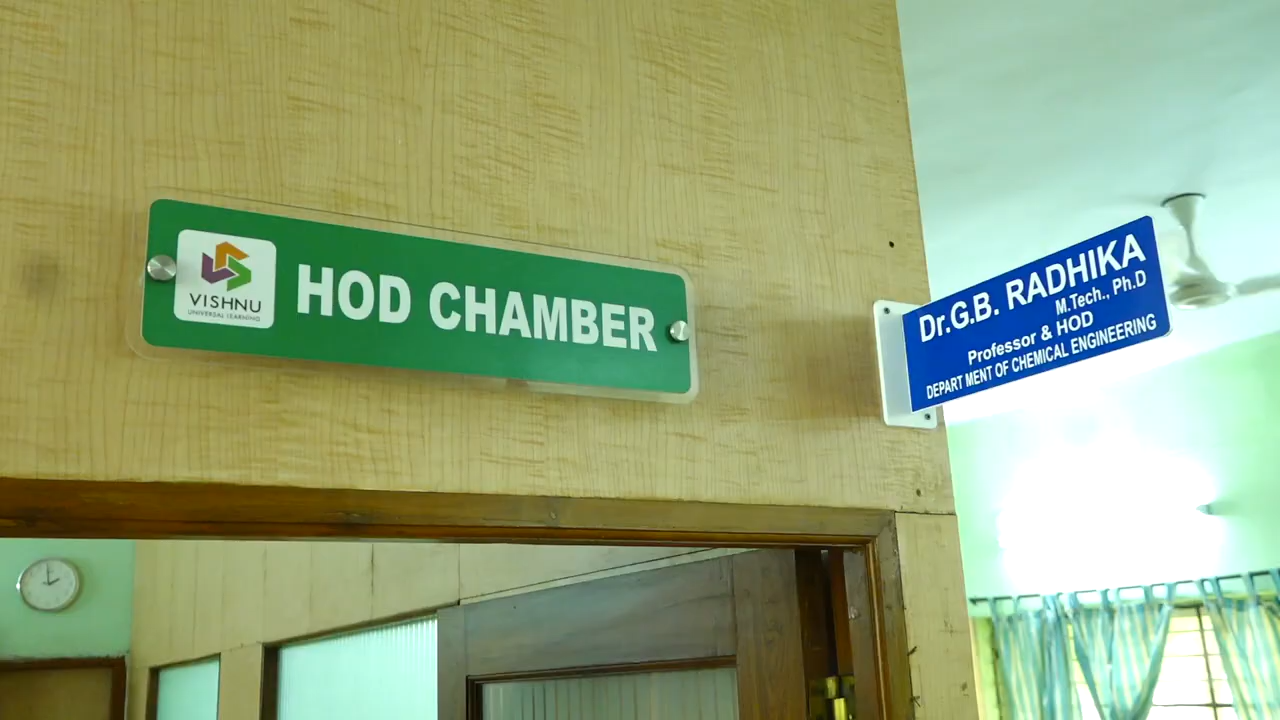 VISHNU
UNIVERSAL LEARNING
HOD CHAMBER
Dr.G.B. RADHIKA
M.Tech., Ph.D
Professor & HOD
DEPART MENT OF CHEMICAL ENGINEERING